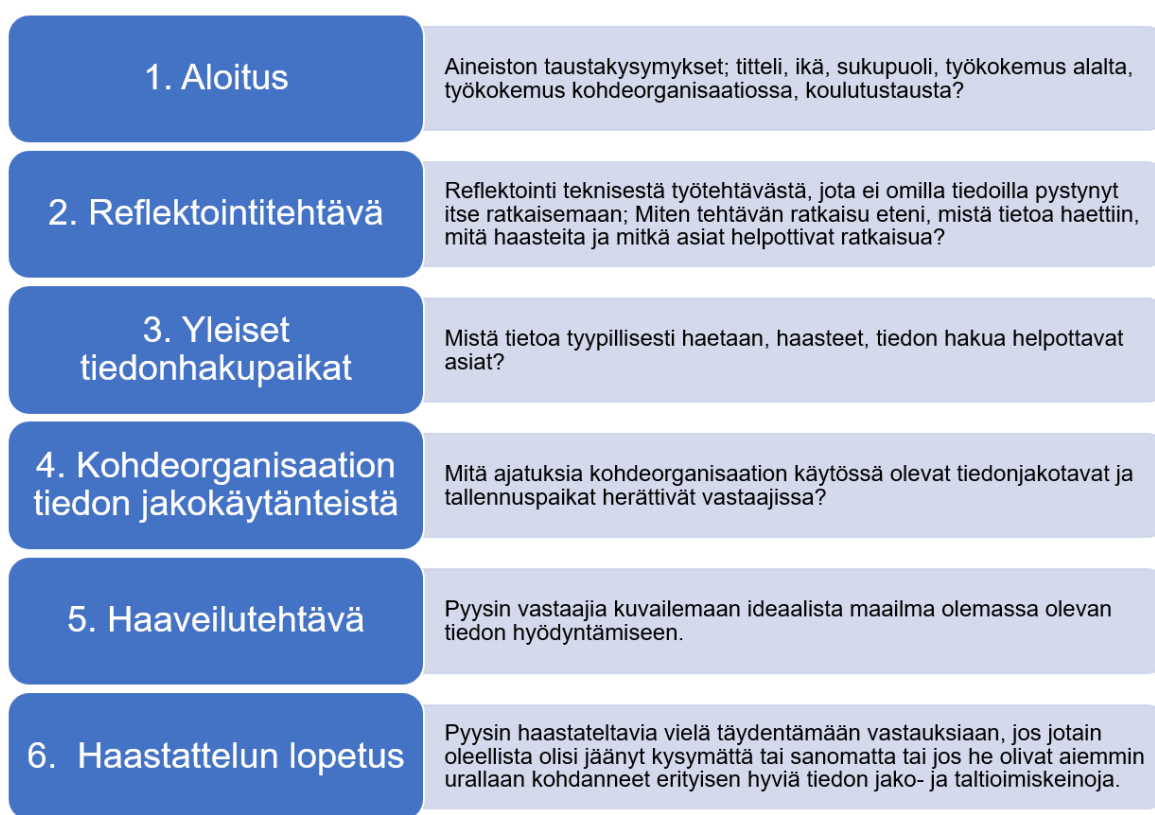 1. Aloitus
Aineiston taustakysymykset; titteli, ikä, sukupuoli, työkokemus alalta,
työkokemus kohdeorganisaatiossa, koulutustausta?
2. Reflektointitehtävä
Reflektointi teknisestä työtehtävästä, jota ei omilla tiedoilla pystynyt
itse ratkaisemaan; Miten tehtävän ratkaisu eteni, mistä tietoa haettiin,
mitä haasteita ja mitkä asiat helpottivat ratkaisua?
3. Yleiset
tiedonhakupaikat
Mistä tietoa tyypillisesti haetaan, haasteet, tiedon hakua helpottavat
asiat?
4. Kohdeorganisaation
tiedon jakokäytänteistä
Mitä ajatuksia kohdeorganisaation käytössä olevat tiedonjakotavat ja
tallennuspaikat herättivät vastaajissa?
5. Haaveilutehtävä
Pyysin vastaajia kuvailemaan ideaalista maailma olemassa olevan
tiedon hyödyntämiseen.
6. Haastattelun lopetus
Pyysin haastateltavia vielä täydentämään vastauksiaan, jos jotain
oleellista olisi jäänyt kysymättä tai sanomatta tai jos he olivat aiemmin
urallaan kohdanneet erityisen hyviä tiedon jako- ja taltioimiskeinoja.